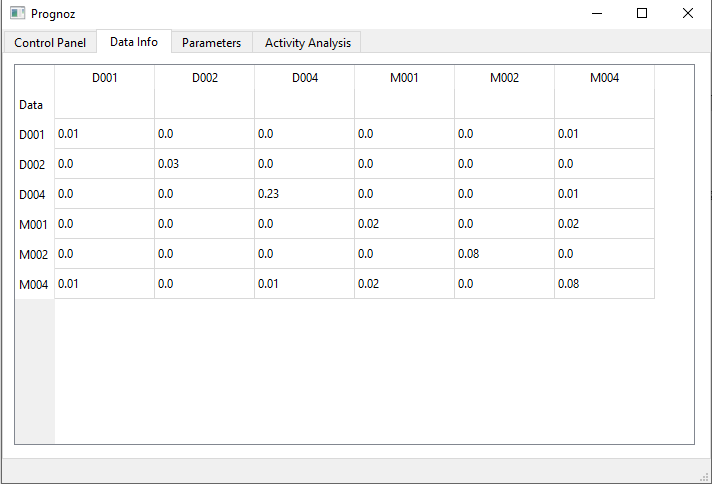 Prognoz
Control Panel Data Info Parameters Activity Analysis
D001 D002 D004 M001 M002 M004
Data
D001 0.01 0.0 0.0 0.0 0.0 0.01
D002 0.0 0.03 0.0 0.0 0.0 0.0
D004 0.0 0.0 0.23 0.0 0.0 0.01
M001 0.0 0.0 0.0 0.02 0.0 0.02
M002 0.0 0.0 0.0 0.0 0.08 0.0
M004 0.01 0.0 0.01 0.02 0.0 0.08